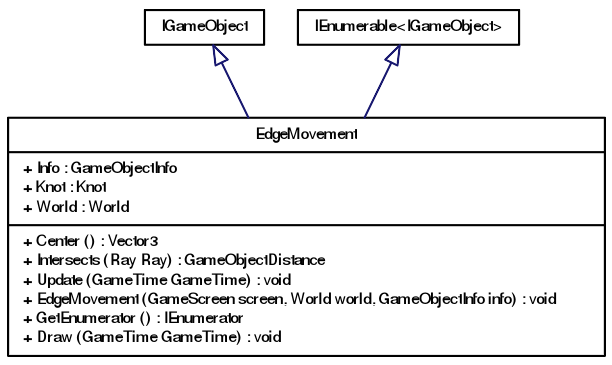 IGameObject
IEnumerable<IGameObject>
EdgeMovement
+ Info : GameObjectInfo
+ Knot : Knot
+ World : World
+ Center () : Vector3
+ Intersects (Ray Ray) : GameObjectDistance
+ Update (GameTime GameTime) : void
+ EdgeMovement (GameScreen screen, World world, GameObjectInfo info) : void
+ GetEnumerator () : IEnumerator
+ Draw (GameTime GameTime) : void